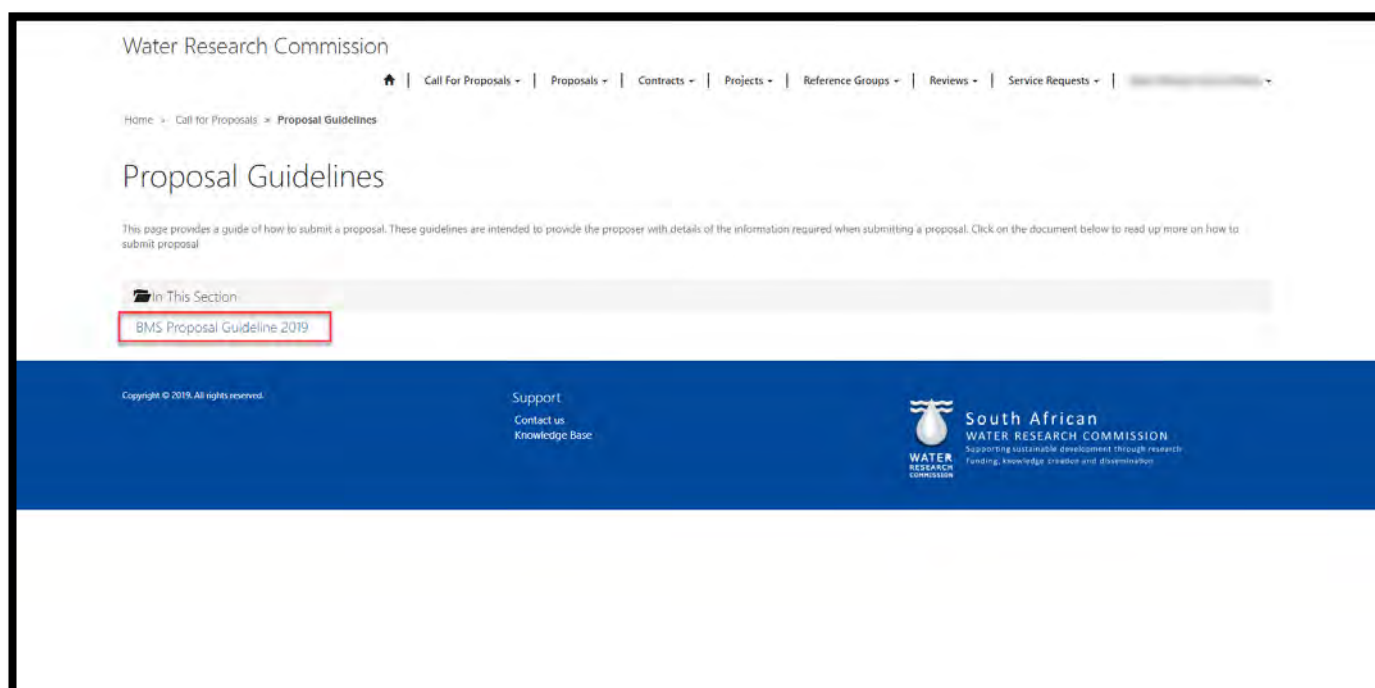 Water Research Commission
Call For Proposals | Proposals | Contracts | Projects | Reference Groups | Reviews | Service Requests |
Home > Call for Proposals > Proposal Guidelines
Proposal Guidelines
This page provides a guide of how to submit a proposal. These guidelines are intended to provide the proposer with details of the information required when submitting a proposal. Click on the document below to read up more on how to
submit proposal
In This Section
BMS Proposal Guideline 2019
Copyright © 2019. All rights reserved.
Support
Contact us
Knowledge Base
South African
WATER RESEARCH COMMISSION
Supporting sustainable development through research
funding, knowledge creation and dissemination
WATER
RESEARCH
COMMISSION